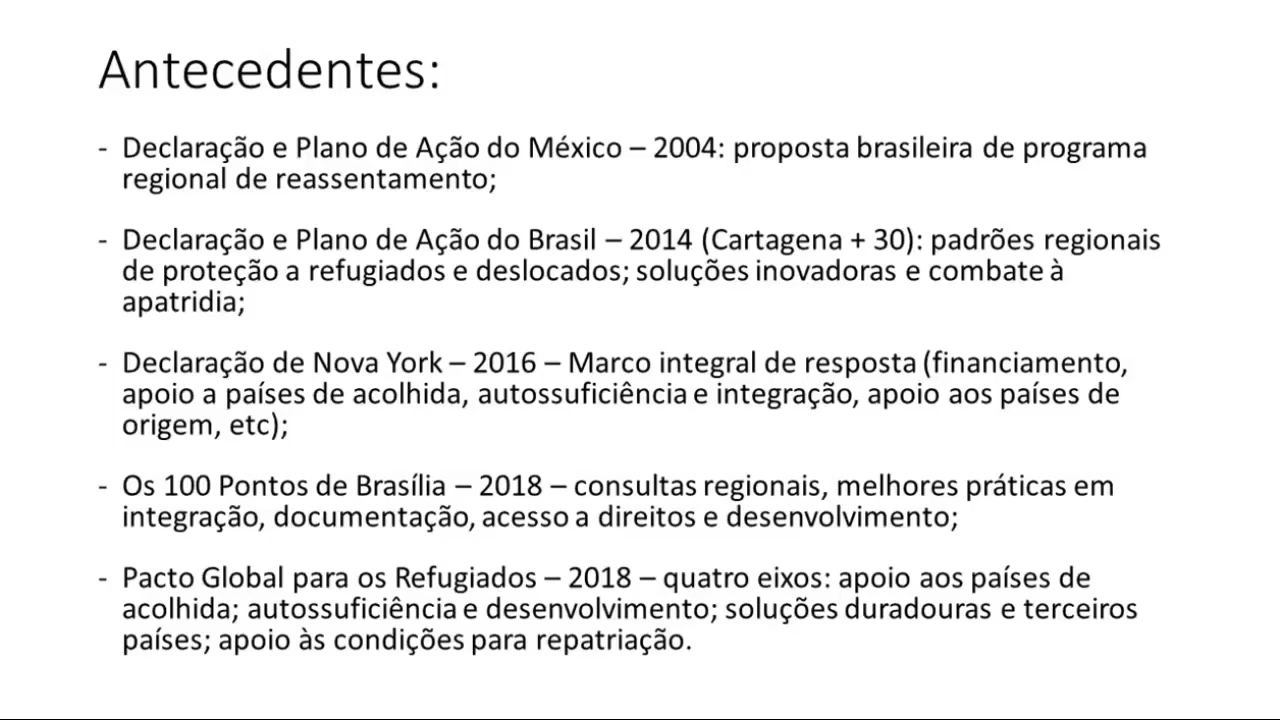 Antecedentes:
- Declaração e Plano de Ação do México – 2004: proposta brasileira de programa
regional de reassentamento;
- Declaração e Plano de Ação do Brasil – 2014 (Cartagena + 30): padrões regionais
de proteção a refugiados e deslocados; soluções inovadoras e combate à
apatridia;
- Declaração de Nova York – 2016 – Marco integral de resposta (financiamento,
apoio a países de acolhida, autossuficiência e integração, apoio aos países de
origem, etc);
- Os 100 Pontos de Brasília – 2018 – consultas regionais, melhores práticas em
integração, documentação, acesso a direitos e desenvolvimento;
- Pacto Global para os Refugiados – 2018 – quatro eixos: apoio aos países de
acolhida; autossuficiência e desenvolvimento; soluções duradouras e terceiros
países; apoio às condições para repatriação.